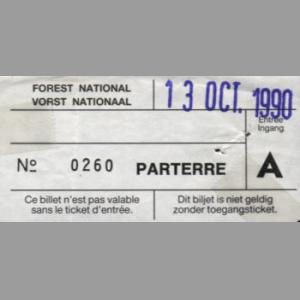 FOREST NATIONAL
VORST NATIONAAL
13 OCT. 1990
Entrée
Ingang
Nº 0260 PARTERRE A
Ce billet n'est pas valable
sans le ticket d'entrée.
Dit biljet is niet geldig
zonder toegangsticket.